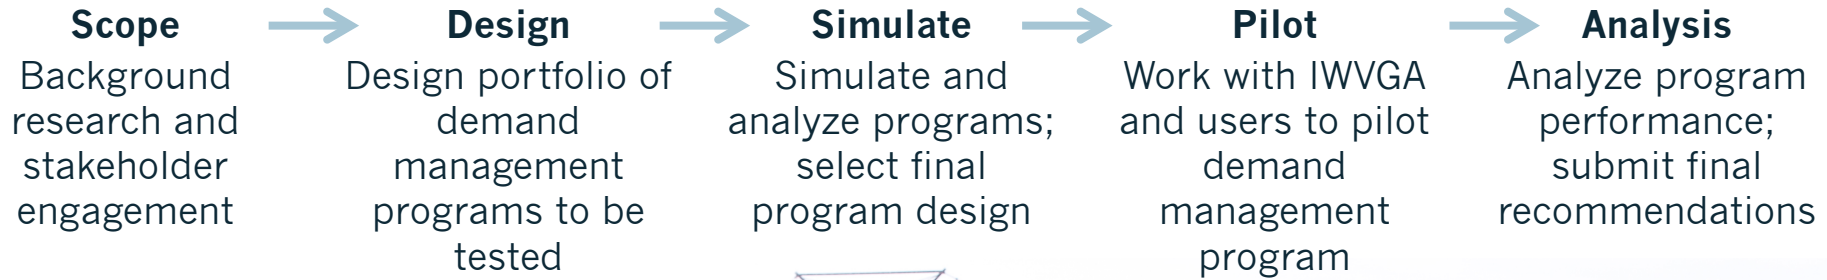 Scope
Background
research and
stakeholder
engagement
Design
Design portfolio of
demand
management
programs to be
tested
Simulate
Simulate and
analyze programs;
select final
program design
Pilot
Work with IWVGA
and users to pilot
demand
management
program
Analysis
Analyze program
performance;
submit final
recommendations